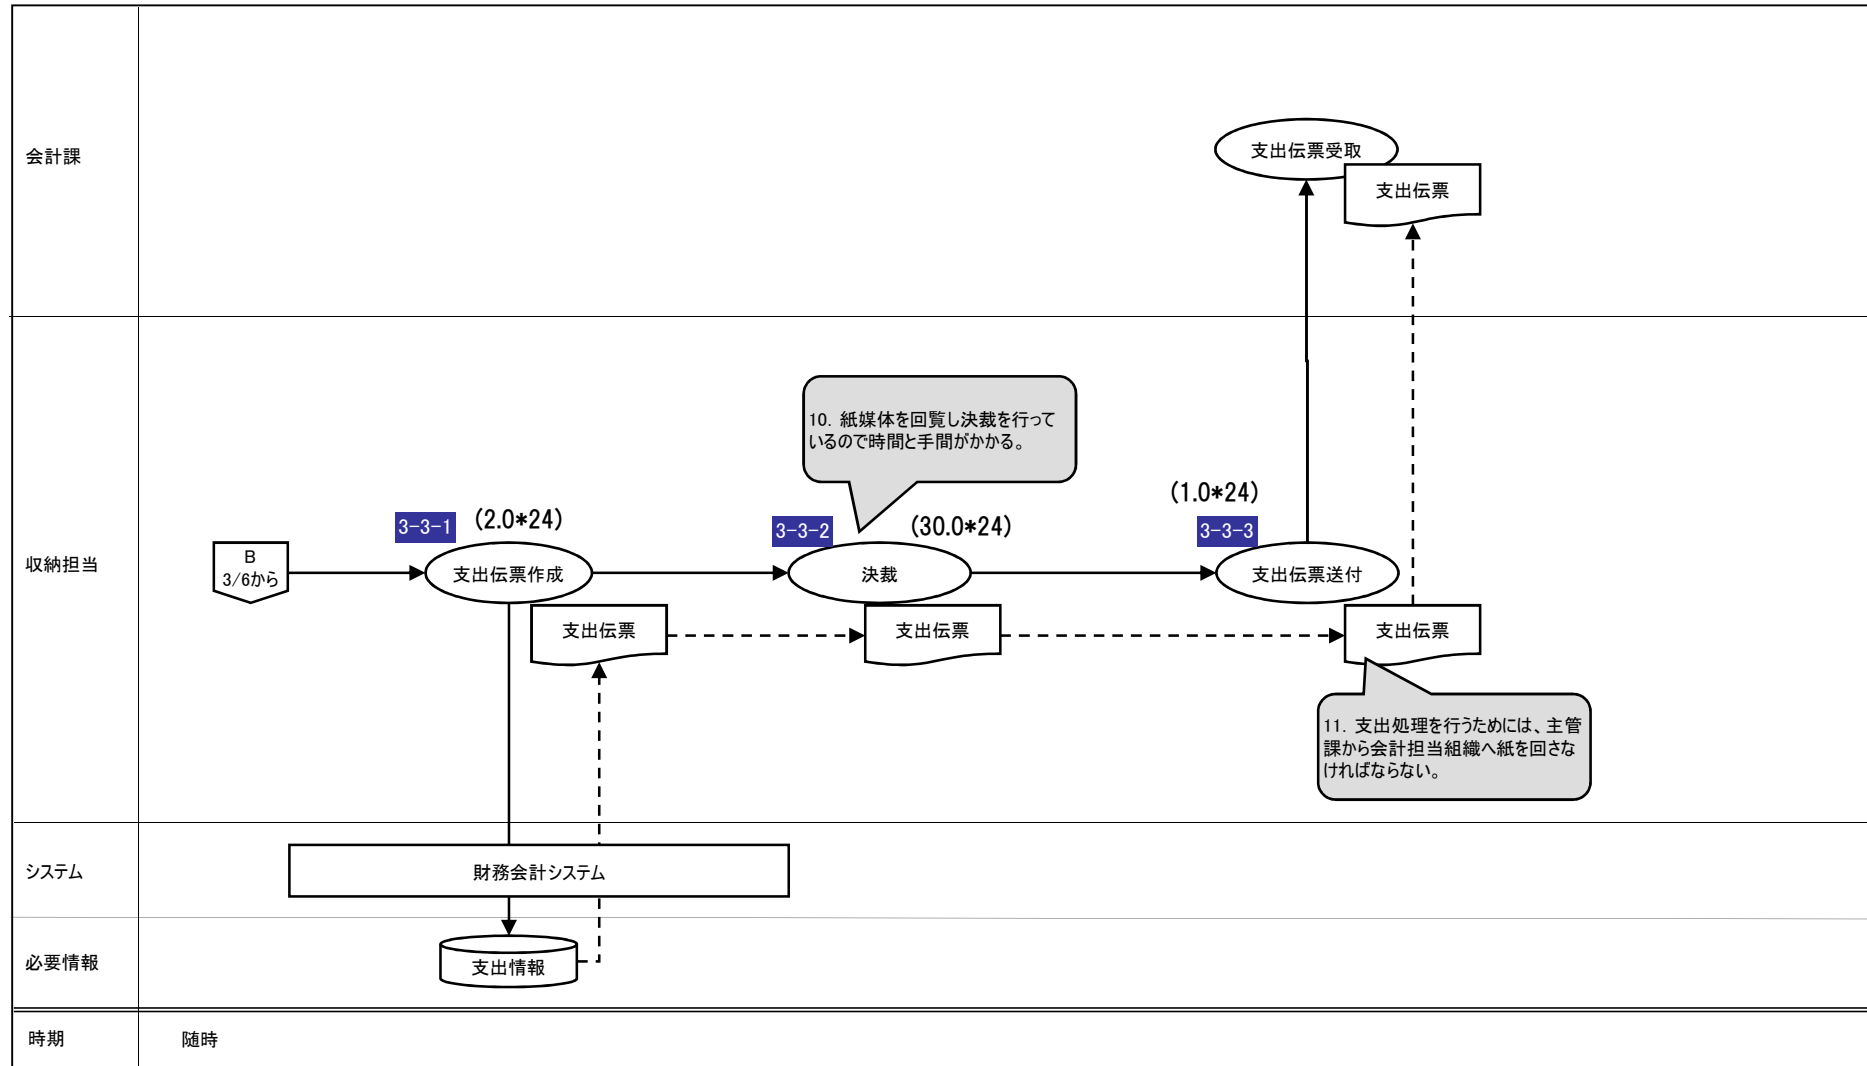 会計課
支出伝票受取
支出伝票
10. 紙媒体を回覧し決裁を行って
いるので時間と手間がかかる。
収納担当
B
3/6から
3-3-1
(2.0*24)
支出伝票作成
支出伝票
3-3-2
(30.0*24)
決裁
支出伝票
(1.0*24)
3-3-3
支出伝票送付
支出伝票
11. 支出処理を行うためには、主管
課から会計担当組織へ紙を回さな
ければならない。
システム
財務会計システム
必要情報
支出情報
時期
随時